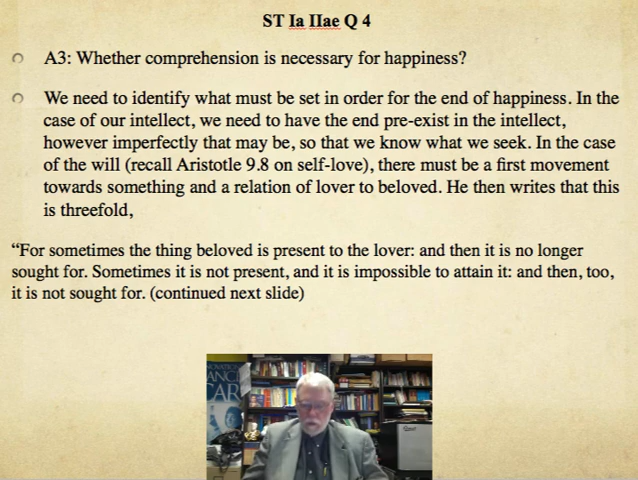 ST Ia IIae Q 4
A3: Whether comprehension is necessary for happiness?
We need to identify what must be set in order for the end of happiness. In the
case of our intellect, we need to have the end pre-exist in the intellect,
however imperfectly that may be, so that we know what we seek. In the case
of the will (recall Aristotle 9.8 on self-love), there must be a first movement
towards something and a relation of lover to beloved. He then writes that this
is threefold,
“For sometimes the thing beloved is present to the lover: and then it is no longer
sought for. Sometimes it is not present, and it is impossible to attain it: and then, too,
it is not sought for. (continued next slide)